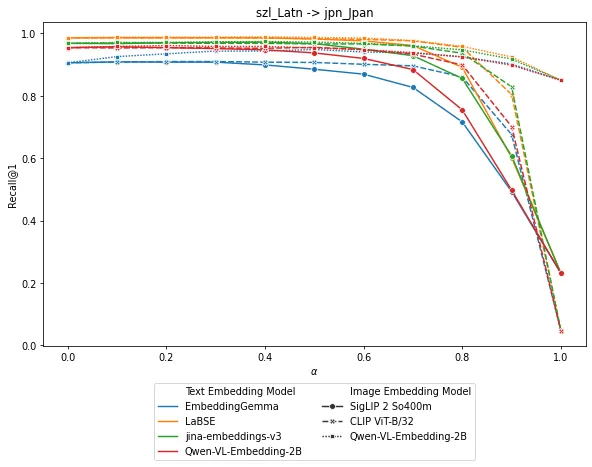 szl_Latn -> jpn_Jpan
Recall@1
1.0
0.8
0.6
0.4
0.2
0.0
0.0 0.2 0.4 0.6 0.8 1.0
α
Text Embedding Model
EmbeddingGemma
LaBSE
jina-embeddings-v3
Qwen-VL-Embedding-2B
Image Embedding Model
SigLIP 2 So400m
CLIP ViT-B/32
Qwen-VL-Embedding-2B